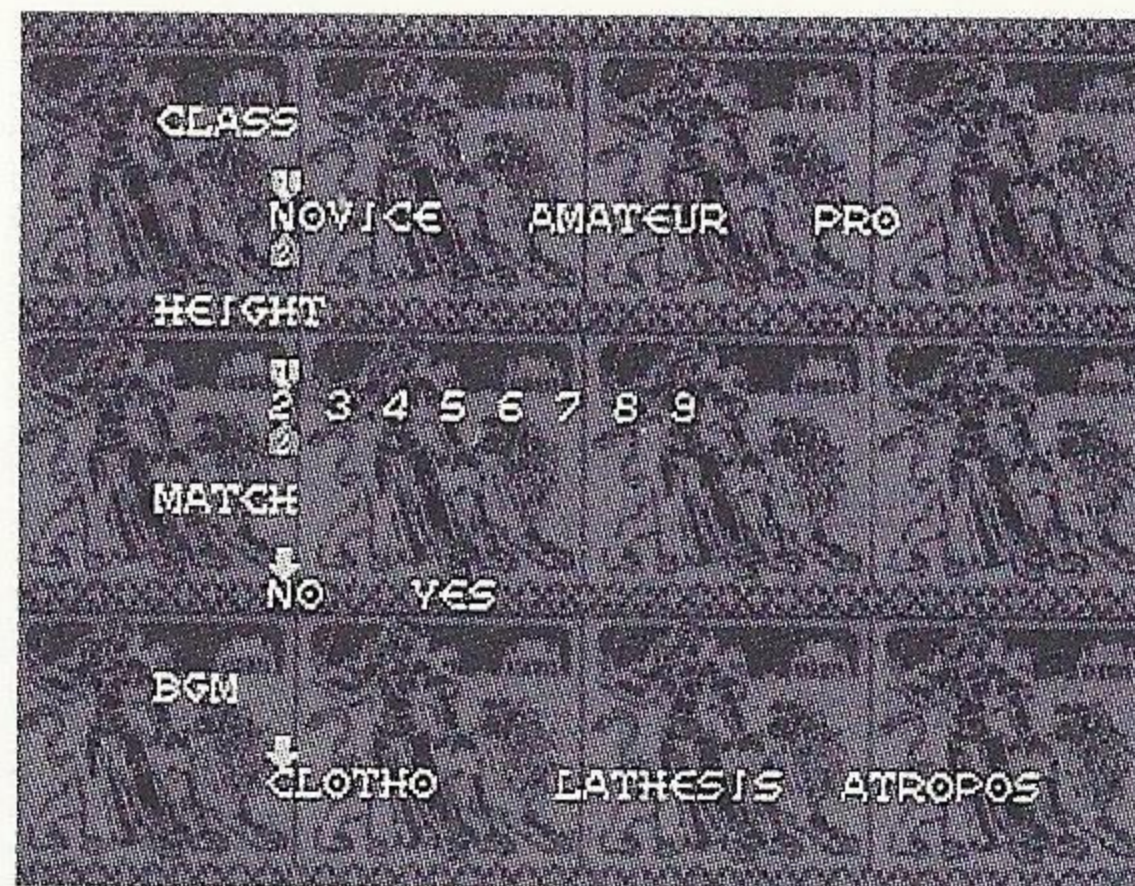 CLASS
NOVICE AMATEUR PRO
HEIGHT
2 3 4 5 6 7 8 9
MATCH
NO YES
BGM
CLOTHO LATHESIS ATROPOS